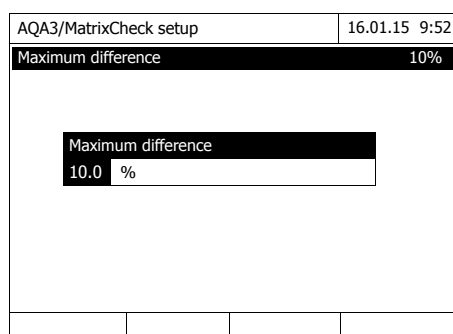 AQA3/MatrixCheck setup 16.01.15 9:52
Maximum difference 10%
Maximum difference
10.0 %